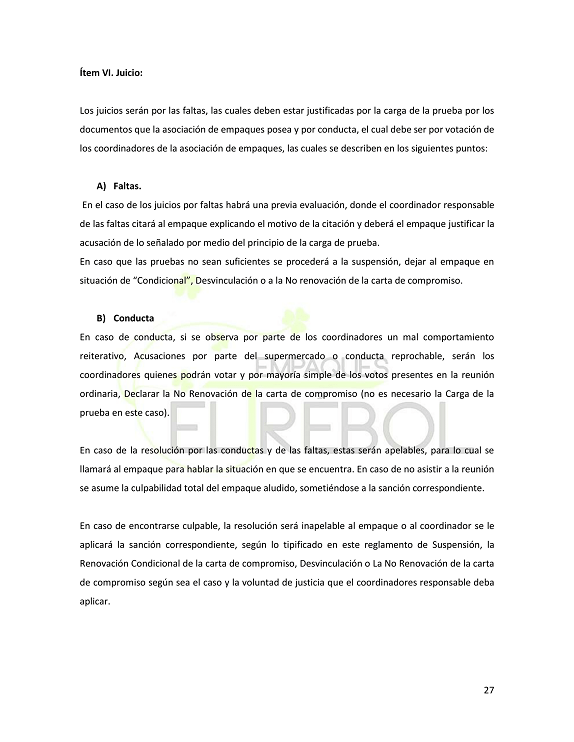 Ítem VI. Juicio:
Los juicios serán por las faltas, las cuales deben estar justificadas por la carga de la prueba por los
documentos que la asociación de empaques posea y por conducta, el cual debe ser por votación de
los coordinadores de la asociación de empaques, las cuales se describen en los siguientes puntos:
A) Faltas.
En el caso de los juicios por faltas habrá una previa evaluación, donde el coordinador responsable
de las faltas citará al empaque explicando el motivo de la citación y deberá el empaque justificar la
acusación de lo señalado por medio del principio de la carga de prueba.
En caso que las pruebas no sean suficientes se procederá a la suspensión, dejar al empaque en
situación de “Condicional”, Desvinculación o a la No renovación de la carta de compromiso.
B) Conducta
En caso de conducta, si se observa por parte de los coordinadores un mal comportamiento
reiterativo, Acusaciones por parte del supermercado o conducta reprochable, serán los
coordinadores quienes podrán votar y por mayoría simple de los votos presentes en la reunión
ordinaria, Declarar la No Renovación de la carta de compromiso (no es necesario la Carga de la
prueba en este caso).
EMPAQUES
EL TREBOL
En caso de la resolución por las conductas y de las faltas, estas serán apelables, para lo cual se
llamará al empaque para hablar la situación en que se encuentra. En caso de no asistir a la reunión
se asume la culpabilidad total del empaque aludido, sometiéndose a la sanción correspondiente.
En caso de encontrarse culpable, la resolución será inapelable al empaque o al coordinador se le
aplicará la sanción correspondiente, según lo tipificado en este reglamento de Suspensión, la
Renovación Condicional de la carta de compromiso, Desvinculación o La No Renovación de la carta
de compromiso según sea el caso y la voluntad de justicia que el coordinadores responsable deba
aplicar.
27